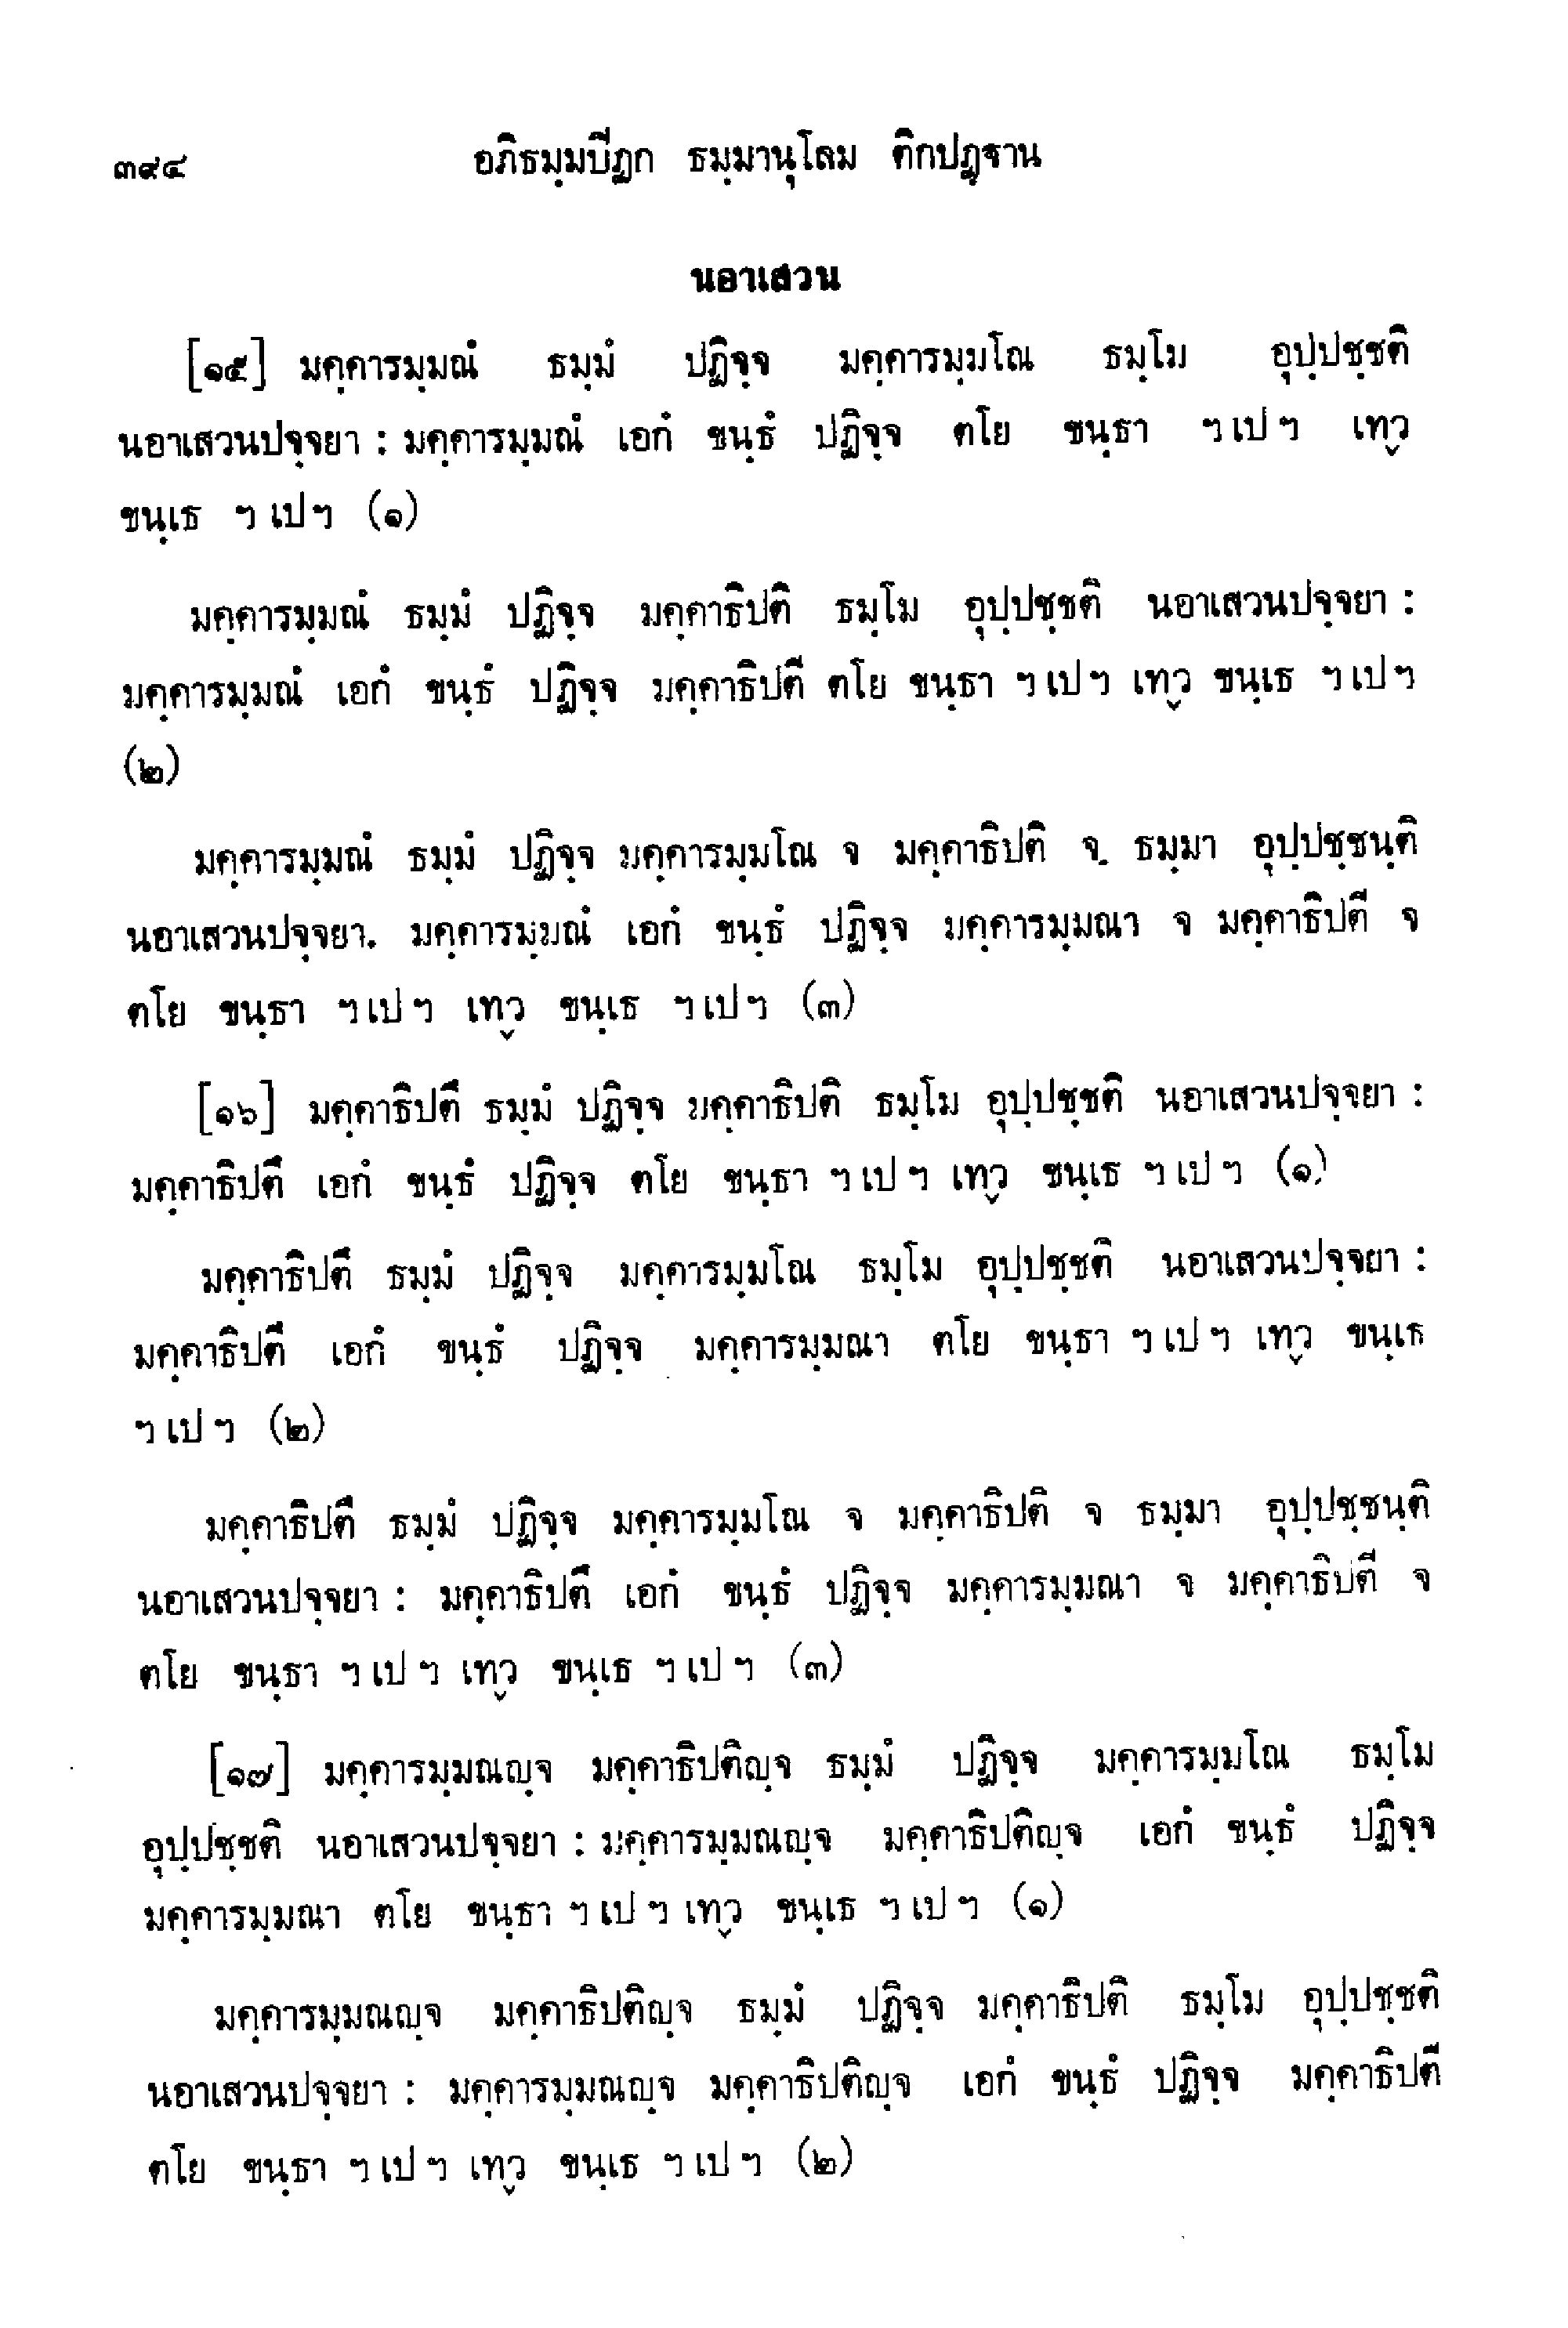 ๓๙๔ อภิธมฺมปีฏก ธมฺมานุโลม ติกปฏฺฐาน
นอาเสวน
[๑๕] มคฺคารมฺมณํ ธมฺมํ ปฏิจฺจ มคฺคารมฺมโณ ธมฺโม อุปฺปชฺชติ
นอาเสวนปจฺจยา : มคฺคารมฺมณํ เอกํ ขนฺธํ ปฏิจฺจ ตโย ขนฺธา ฯ เป ฯ เทฺว
ขนฺเธ ฯ เป ฯ (๑)
มคฺคารมฺมณํ ธมฺมํ ปฏิจฺจ มคฺคาธิปติ ธมฺโม อุปฺปชฺชติ นอาเสวนปจฺจยา :
มคฺคารมฺมณํ เอกํ ขนฺธํ ปฏิจฺจ มคฺคาธิปตี ตโย ขนฺธา ฯ เป ฯ เทฺว ขนฺเธ ฯ เป ฯ
(๒)
มคฺคารมฺมณํ ธมฺมํ ปฏิจฺจ มคฺคารมฺมโณ จ มคฺคาธิปติ จ ธมฺมา อุปฺปชฺชนฺติ
นอาเสวนปจฺจยา. มคฺคารมฺมณํ เอกํ ขนฺธํ ปฏิจฺจ มคฺคารมฺมณา จ มคฺคาธิปตี จ
ตโย ขนฺธา ฯ เป ฯ เทฺว ขนฺเธ ฯ เป ฯ (๓)
[๑๖] มคฺคาธิปตึ ธมฺมํ ปฏิจฺจ มคฺคาธิปติ ธมฺโม อุปฺปชฺชติ นอาเสวนปจฺจยา :
มคฺคาธิปตึ เอกํ ขนฺธํ ปฏิจฺจ ตโย ขนฺธา ฯ เป ฯ เทฺว ขนฺเธ ฯ เป ฯ (๑)
มคฺคาธิปตึ ธมฺมํ ปฏิจฺจ มคฺคารมฺมโณ ธมฺโม อุปฺปชฺชติ นอาเสวนปจฺจยา :
มคฺคาธิปตึ เอกํ ขนฺธํ ปฏิจฺจ มคฺคารมฺมณา ตโย ขนฺธา ฯ เป ฯ เทฺว ขนฺเธ
ฯ เป ฯ (๒)
มคฺคาธิปตึ ธมฺมํ ปฏิจฺจ มคฺคารมฺมโณ จ มคฺคาธิปติ จ ธมฺมา อุปฺปชฺชนฺติ
นอาเสวนปจฺจยา : มคฺคาธิปตึ เอกํ ขนฺธํ ปฏิจฺจ มคฺคารมฺมณา จ มคฺคาธิปตี จ
ตโย ขนฺธา ฯ เป ฯ เทฺว ขนฺเธ ฯ เป ฯ (๓)
[๑๗] มคฺคารมฺมณญฺจ มคฺคาธิปติญฺจ ธมฺมํ ปฏิจฺจ มคฺคารมฺมโณ ธมฺโม
อุปฺปชฺชติ นอาเสวนปจฺจยา : มคฺคารมฺมณญฺจ มคฺคาธิปติญฺจ เอกํ ขนฺธํ ปฏิจฺจ
มคฺคารมฺมณา ตโย ขนฺธา ฯ เป ฯ เทฺว ขนฺเธ ฯ เป ฯ (๑)
มคฺคารมฺมณญฺจ มคฺคาธิปติญฺจ ธมฺมํ ปฏิจฺจ มคฺคาธิปติ ธมฺโม อุปฺปชฺชติ
นอาเสวนปจฺจยา : มคฺคารมฺมณญฺจ มคฺคาธิปติญฺจ เอกํ ขนฺธํ ปฏิจฺจ มคฺคาธิปตี
ตโย ขนฺธา ฯ เป ฯ เทฺว ขนฺเธ ฯ เป ฯ (๒)